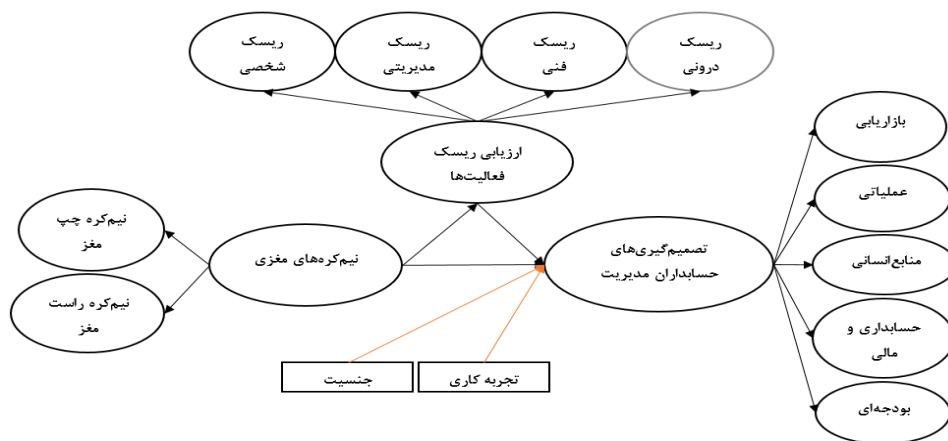 ریسک
درونی
ریسک
فنی
ریسک
مدیریتی
ریسک
شخصی
بازاریابی
ارزیابی ریسک
فعالیت‌ها
عملیاتی
نیم‌کره چپ
مغز
تصمیم‌گیری‌های
حسابداران مدیریت
نیم‌کره‌های مغزی
منابع‌انسانی
نیم‌کره راست
مغز
حسابداری و
مالی
تجربه کاری
جنسیت
بودجه‌ای